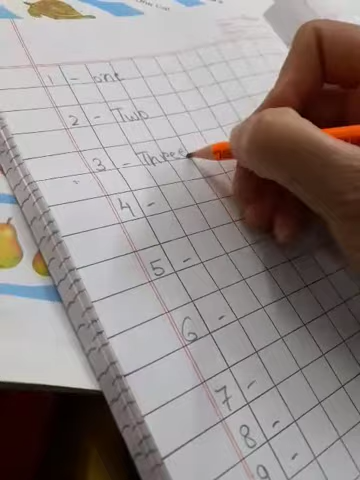 1 - one
2 - Two
3 - Three
4 -
5 -
6 -
7 -
8 -
9 -